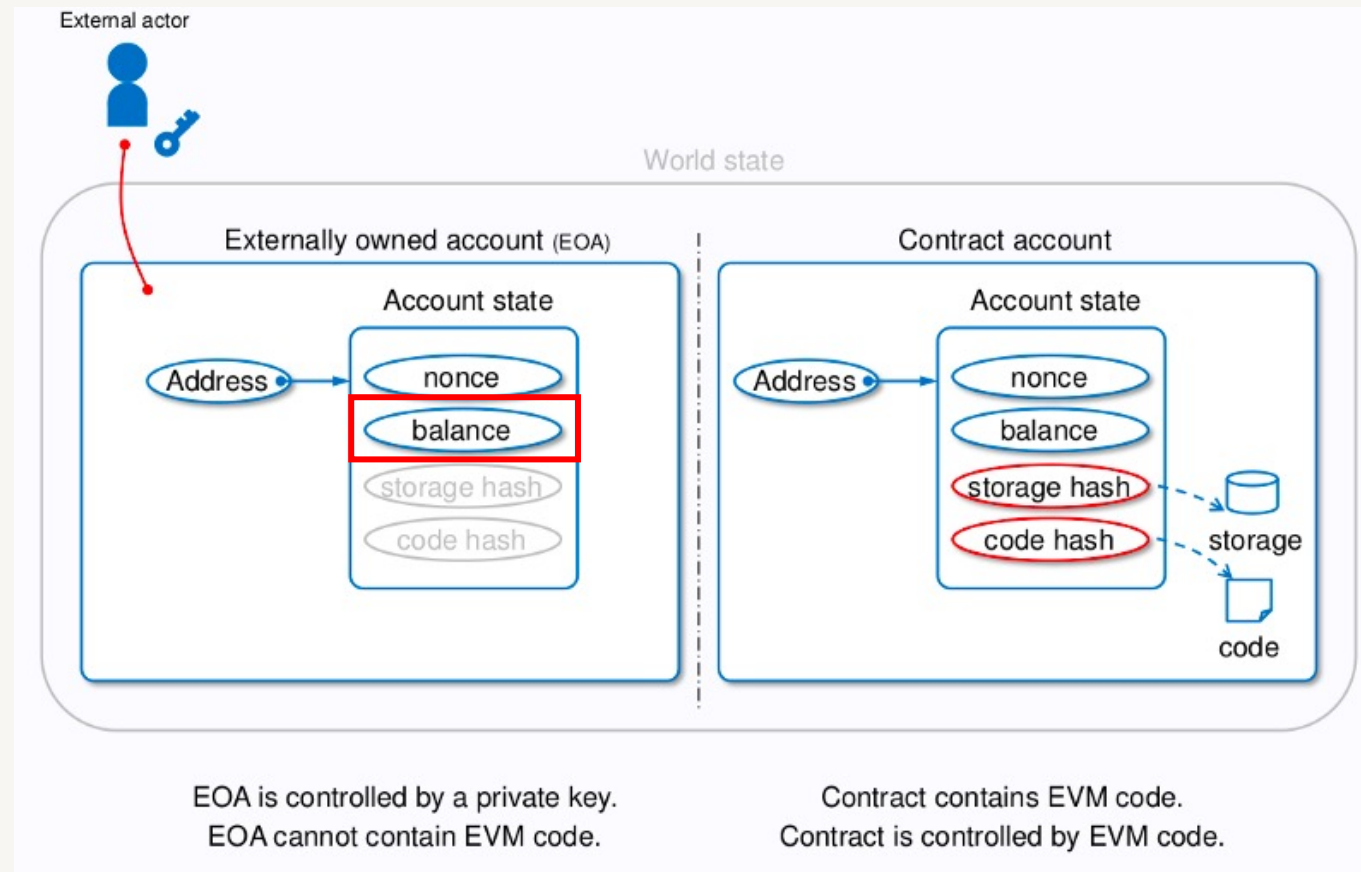 External actor
World state
Externally owned account (EOA)
Account state
Address
nonce
balance
storage hash
code hash
Contract account
Account state
Address
nonce
balance
storage hash
code hash
storage
code
EOA is controlled by a private key.
EOA cannot contain EVM code.
Contract contains EVM code.
Contract is controlled by EVM code.